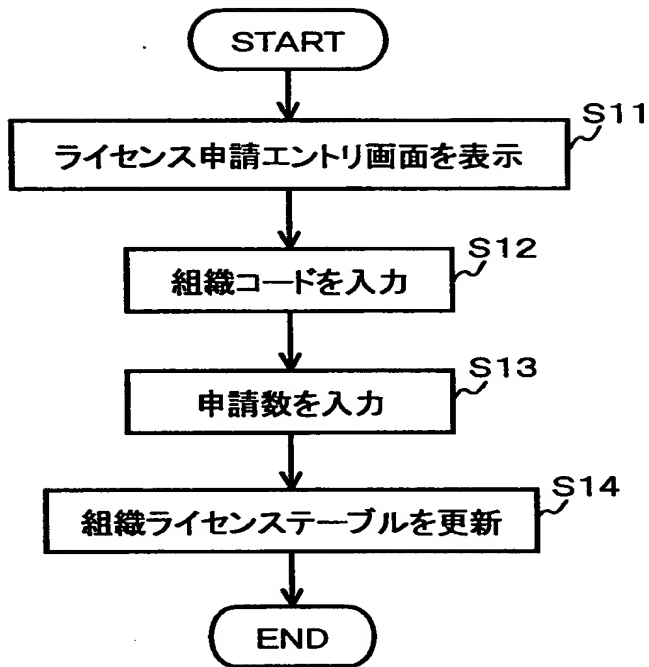 START
S11
ライセンス申請エントリ画面を表示
S12
組織コードを入力
S13
申請数を入力
S14
組織ライセンステーブルを更新
END